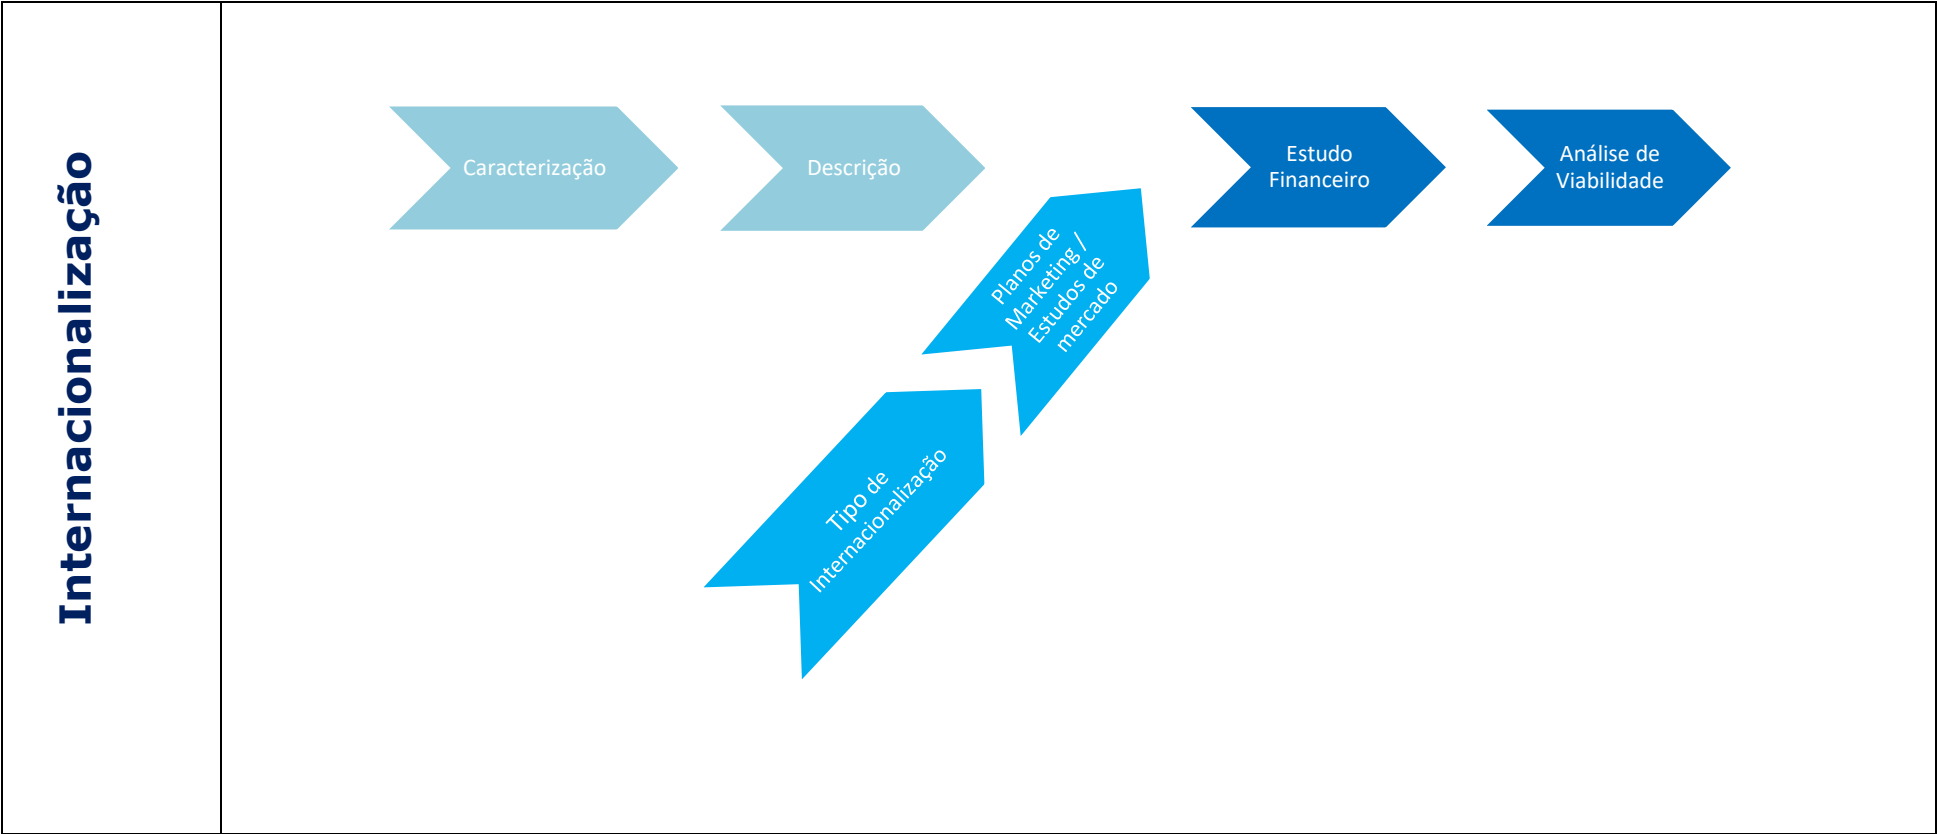 Internacionalização
Caracterização
Descrição
Estudo
Financeiro
Análise de
Viabilidade
Planos de
Marketing /
Estudos de
mercado
Tipo de
Internacionalização